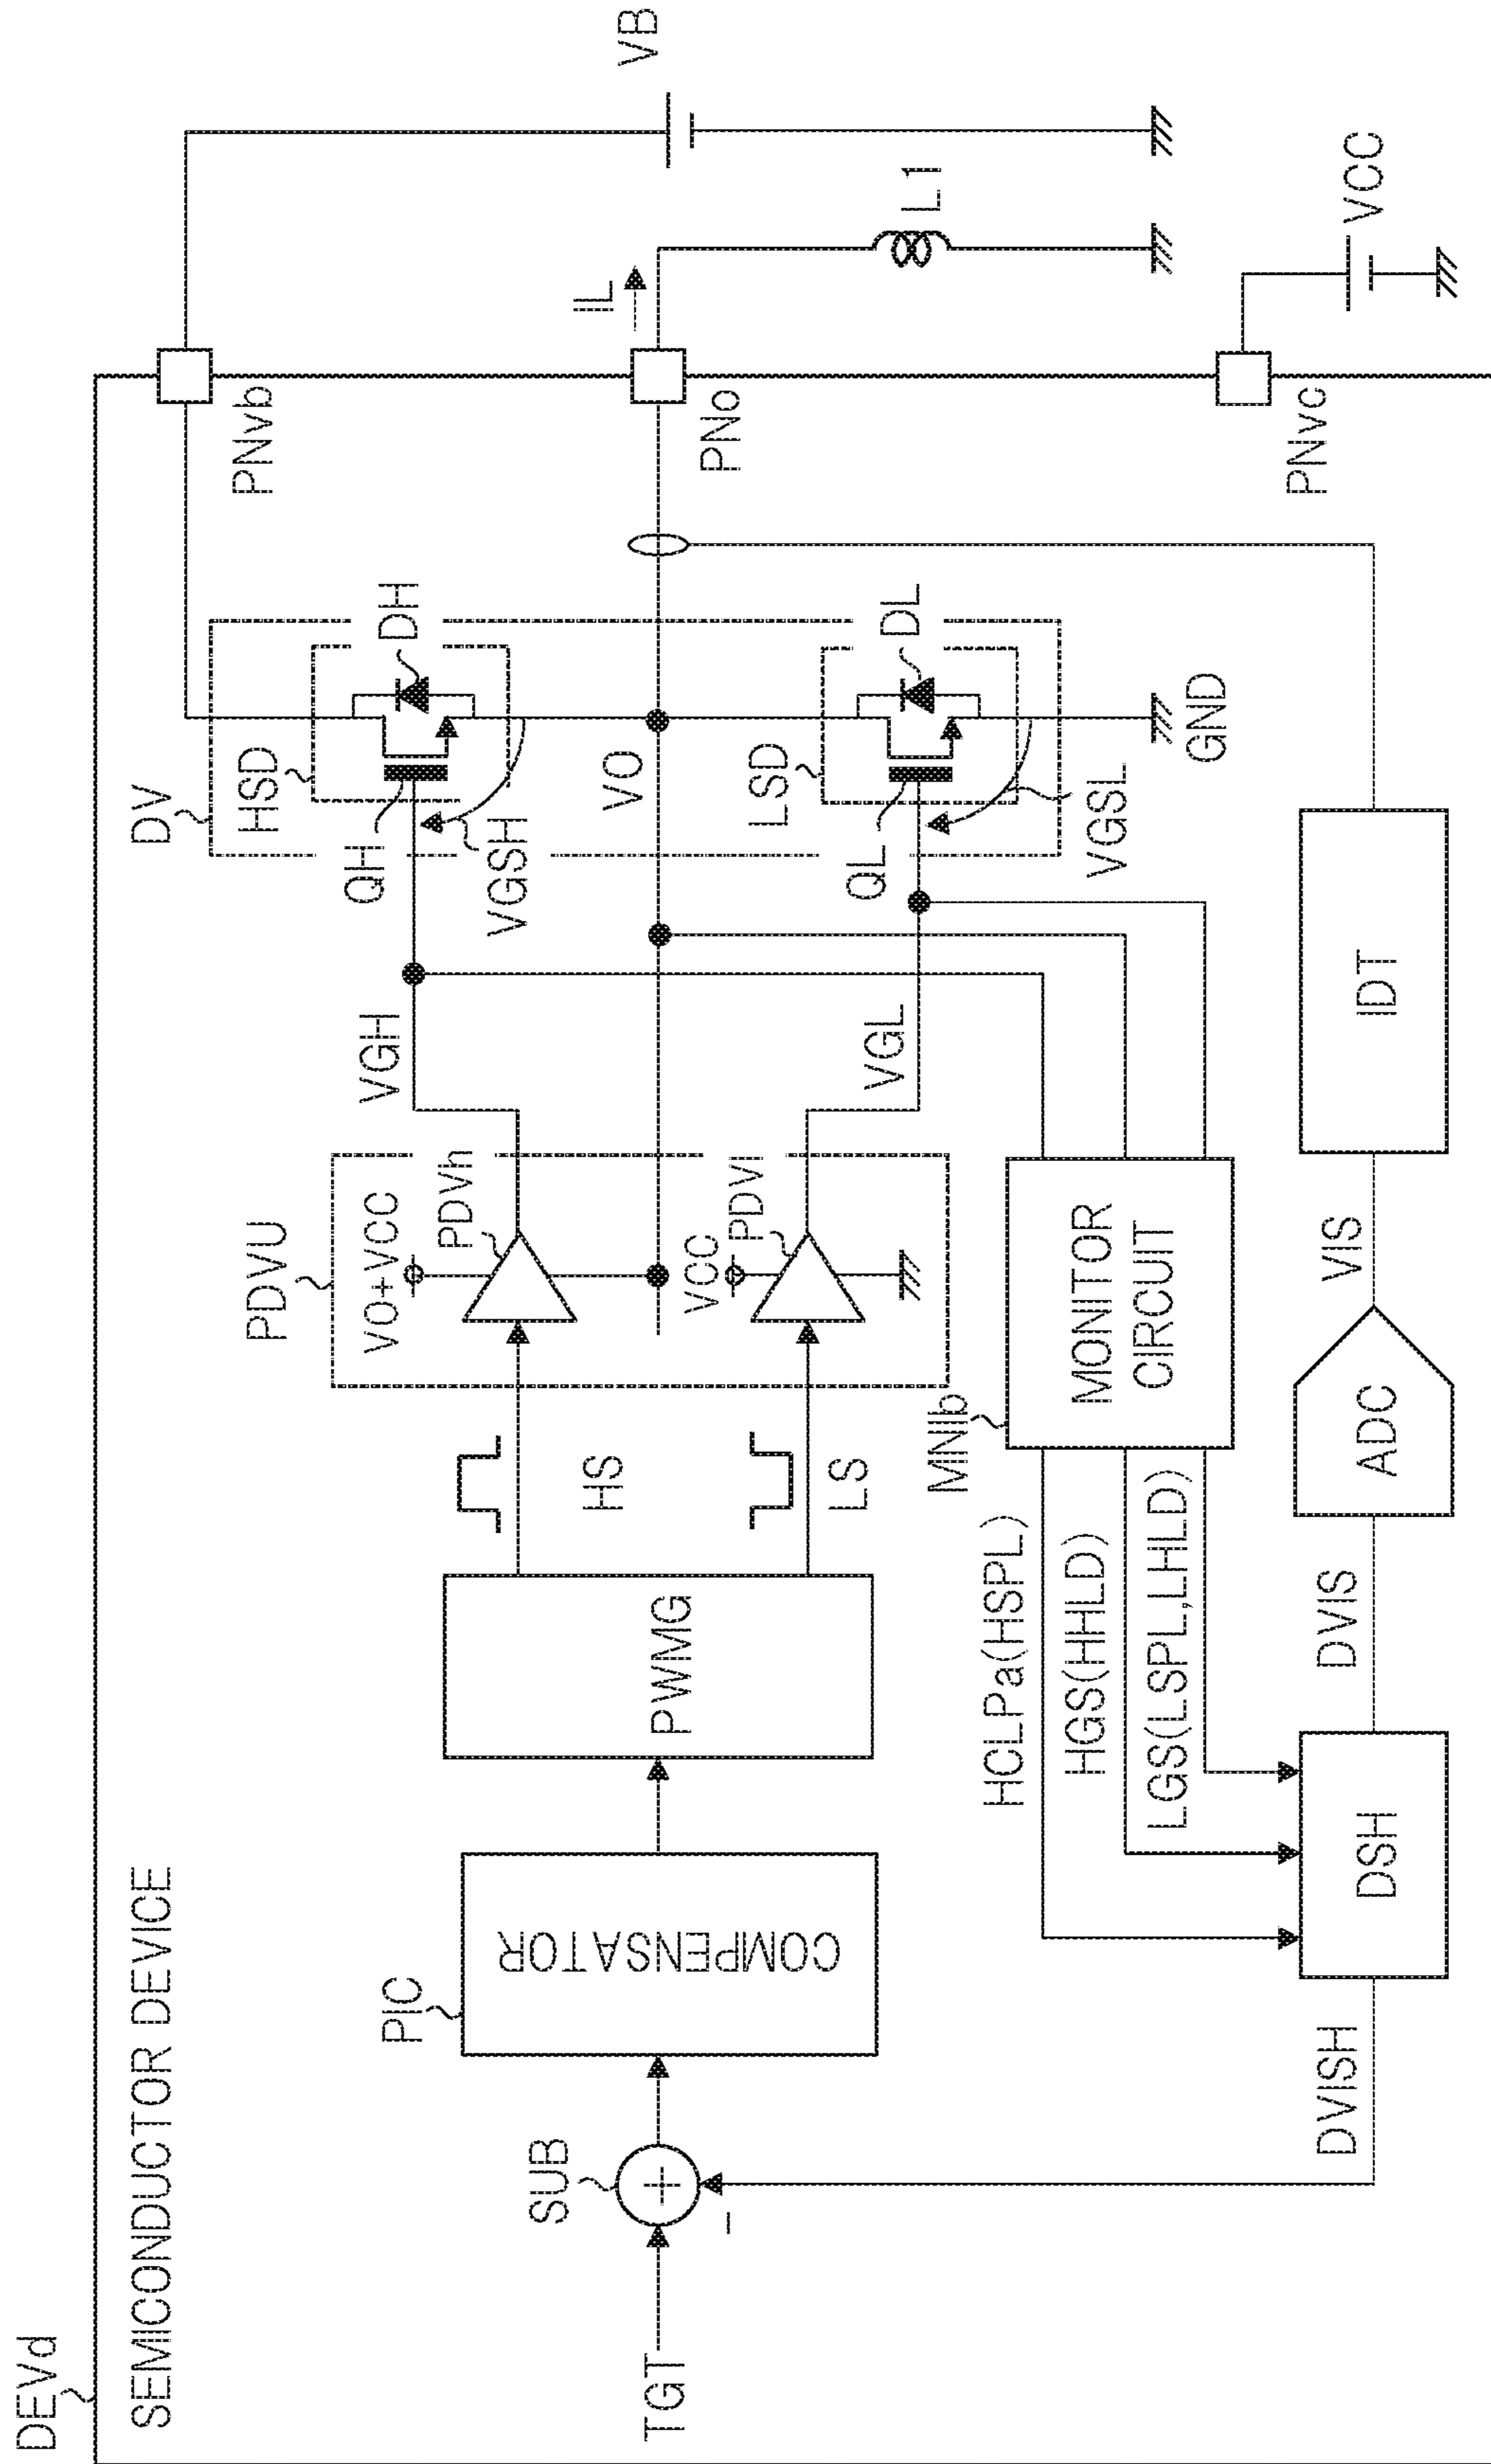 DEVd
SEMICONDUCTOR DEVICE
TGT
SUB
+
-
PIC
COMPENSATOR
PWMG
HS
LS
PDVU
VO+VCC
PDVh
VCC
PDVl
VGH
VGL
DV
HSD
QH
DH
VGSH
VO
LSD
QL
DL
VGSL
GND
PNvb
PNo
PNvc
IL
L1
VB
VCC
MNIb
MONITOR
CIRCUIT
HCLPa(HSPL)
HGS(HHLD)
LGS(LSPL,LHLD)
DVISH
DSH
DVIS
ADC
VIS
IDT